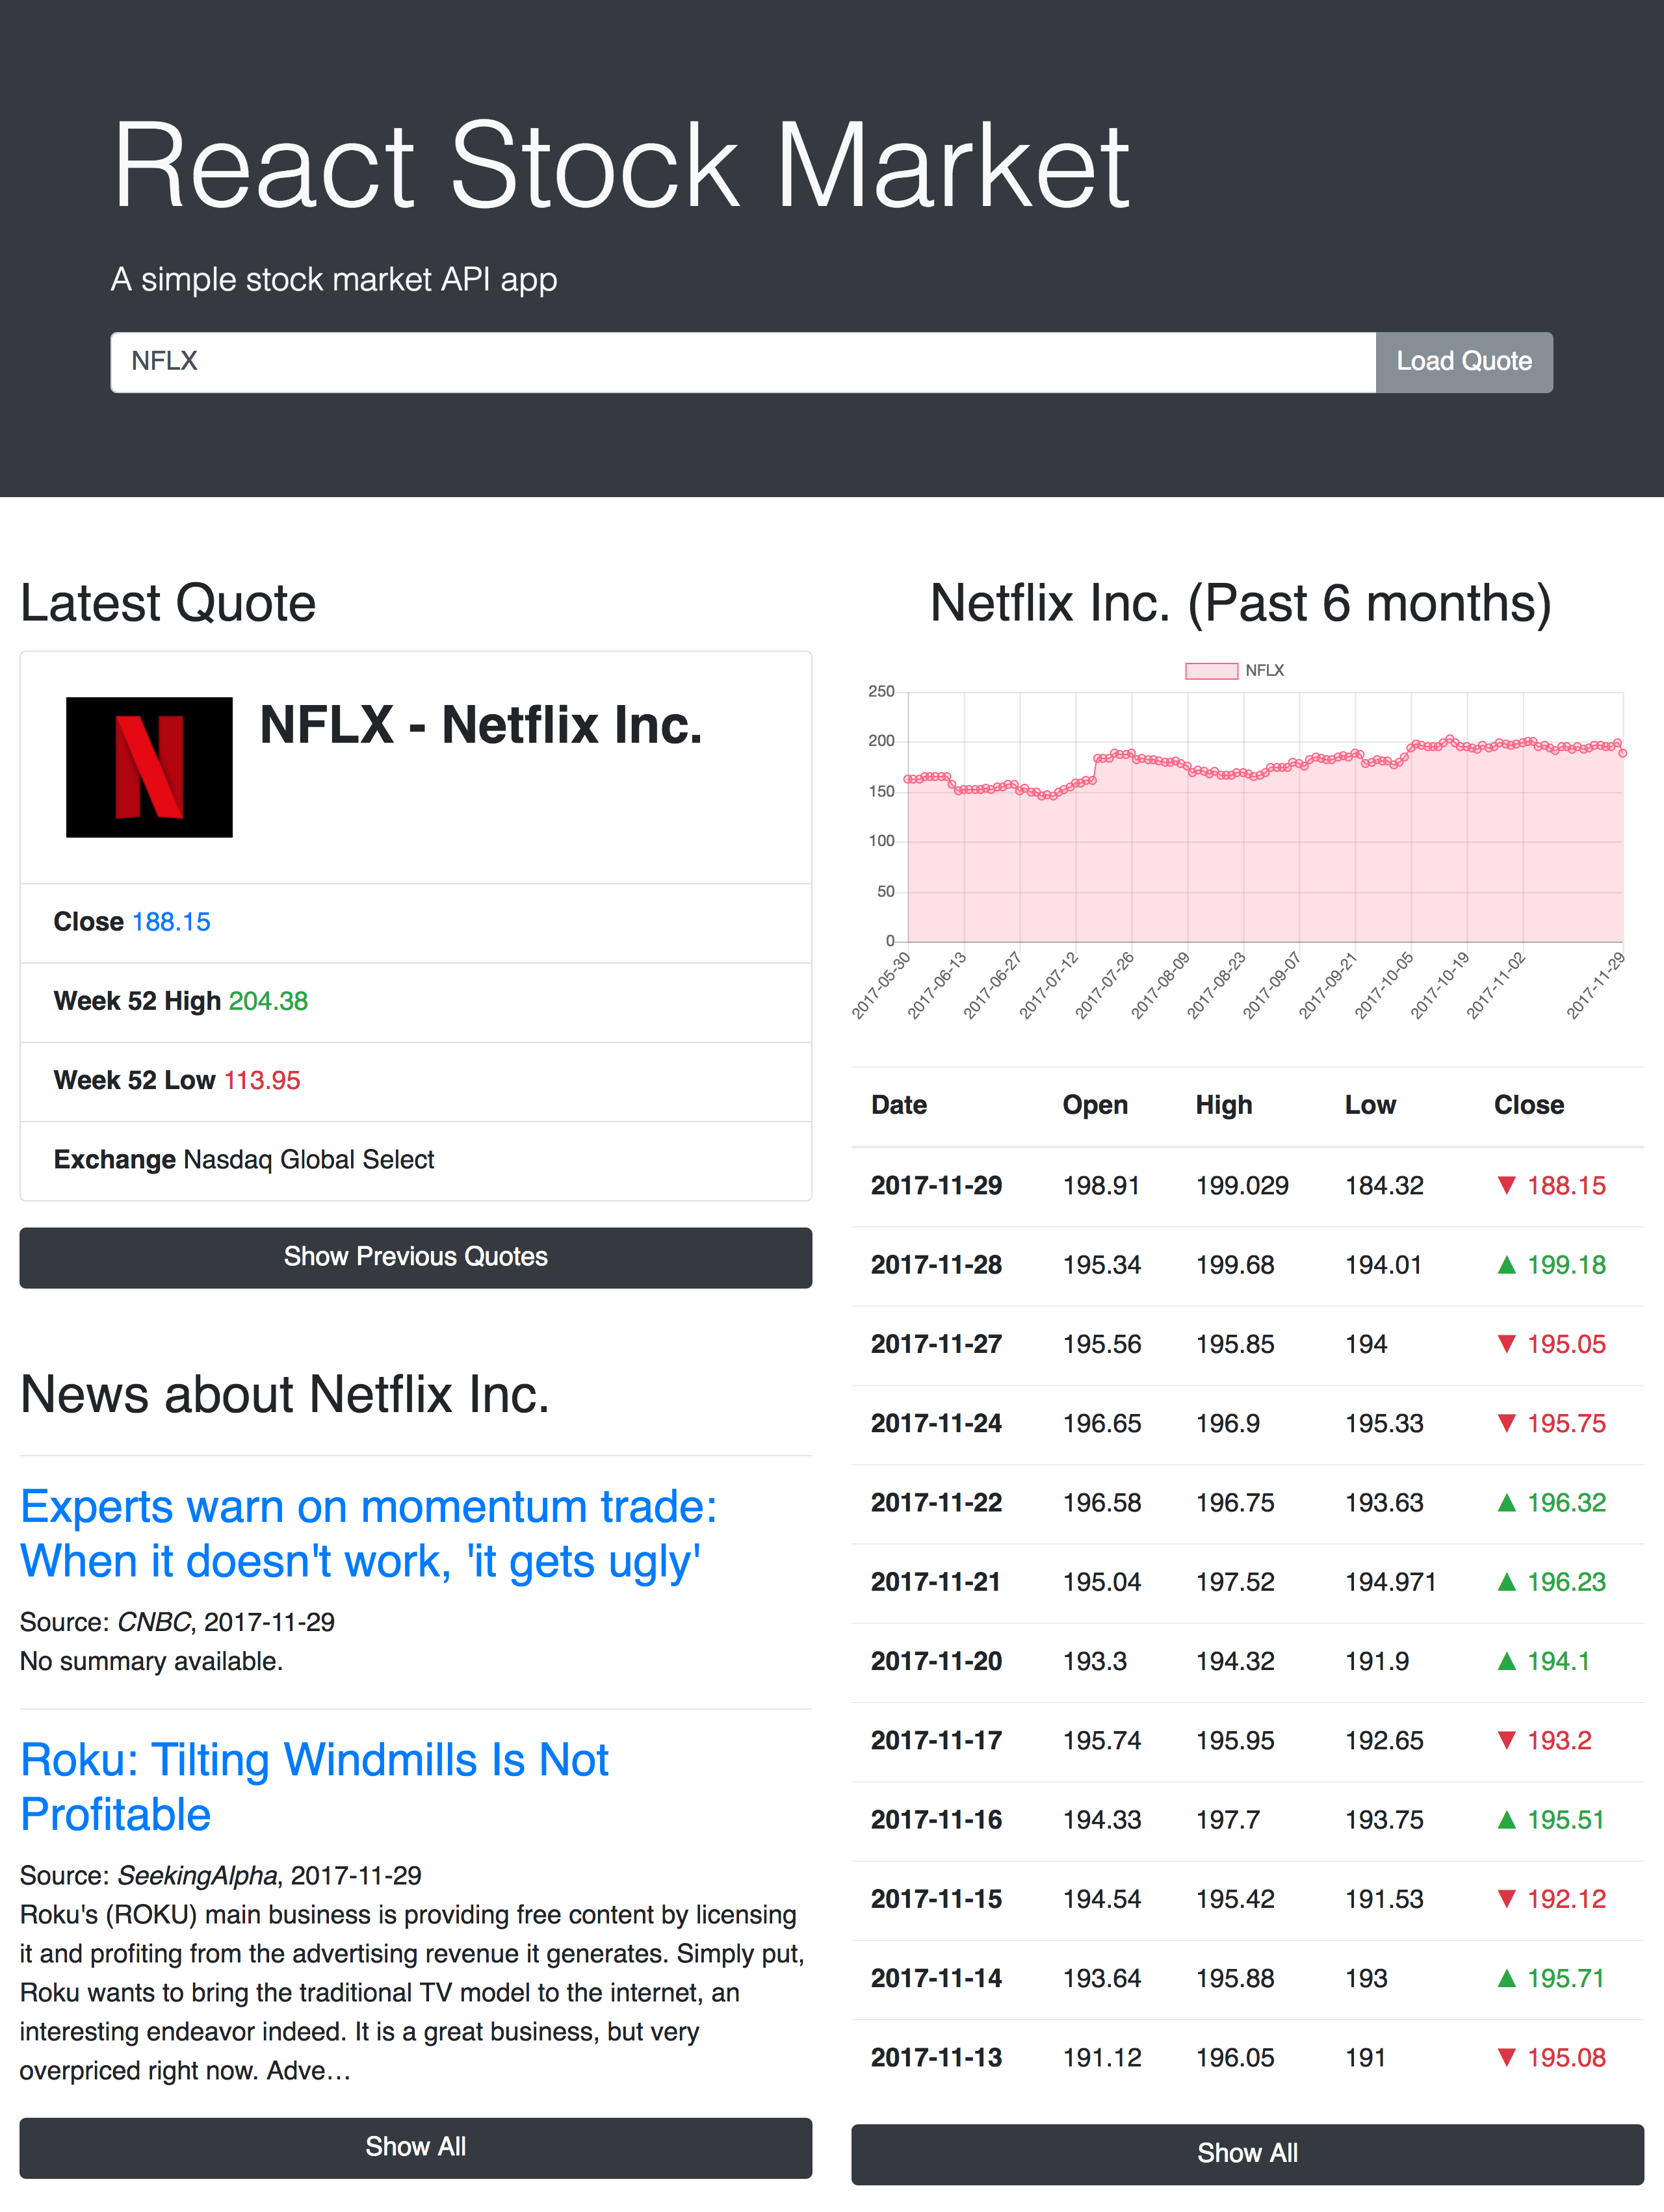 React Stock Market
A simple stock market API app
NFLX
Load Quote
Latest Quote
N
NFLX - Netflix Inc.
Close 188.15
Week 52 High 204.38
Week 52 Low 113.95
Exchange Nasdaq Global Select
Show Previous Quotes
News about Netflix Inc.
Experts warn on momentum trade:
When it doesn't work, 'it gets ugly'
Source: CNBC, 2017-11-29
No summary available.
Roku: Tilting Windmills Is Not
Profitable
Source: SeekingAlpha, 2017-11-29
Roku's (ROKU) main business is providing free content by licensing
it and profiting from the advertising revenue it generates. Simply put,
Roku wants to bring the traditional TV model to the internet, an
interesting endeavor indeed. It is a great business, but very
overpriced right now. Adve…
Show All
Netflix Inc. (Past 6 months)
NFLX
250
200
150
100
50
0
2017-05-30
2017-06-13
2017-06-27
2017-07-12
2017-07-26
2017-08-09
2017-08-23
2017-09-07
2017-09-21
2017-10-05
2017-10-19
2017-11-02
2017-11-29
Date Open High Low Close
2017-11-29 198.91 199.029 184.32 ▼ 188.15
2017-11-28 195.34 199.68 194.01 ▲ 199.18
2017-11-27 195.56 195.85 194 ▼ 195.05
2017-11-24 196.65 196.9 195.33 ▼ 195.75
2017-11-22 196.58 196.75 193.63 ▲ 196.32
2017-11-21 195.04 197.52 194.971 ▲ 196.23
2017-11-20 193.3 194.32 191.9 ▲ 194.1
2017-11-17 195.74 195.95 192.65 ▼ 193.2
2017-11-16 194.33 197.7 193.75 ▲ 195.51
2017-11-15 194.54 195.42 191.53 ▼ 192.12
2017-11-14 193.64 195.88 193 ▲ 195.71
2017-11-13 191.12 196.05 191 ▼ 195.08
Show All